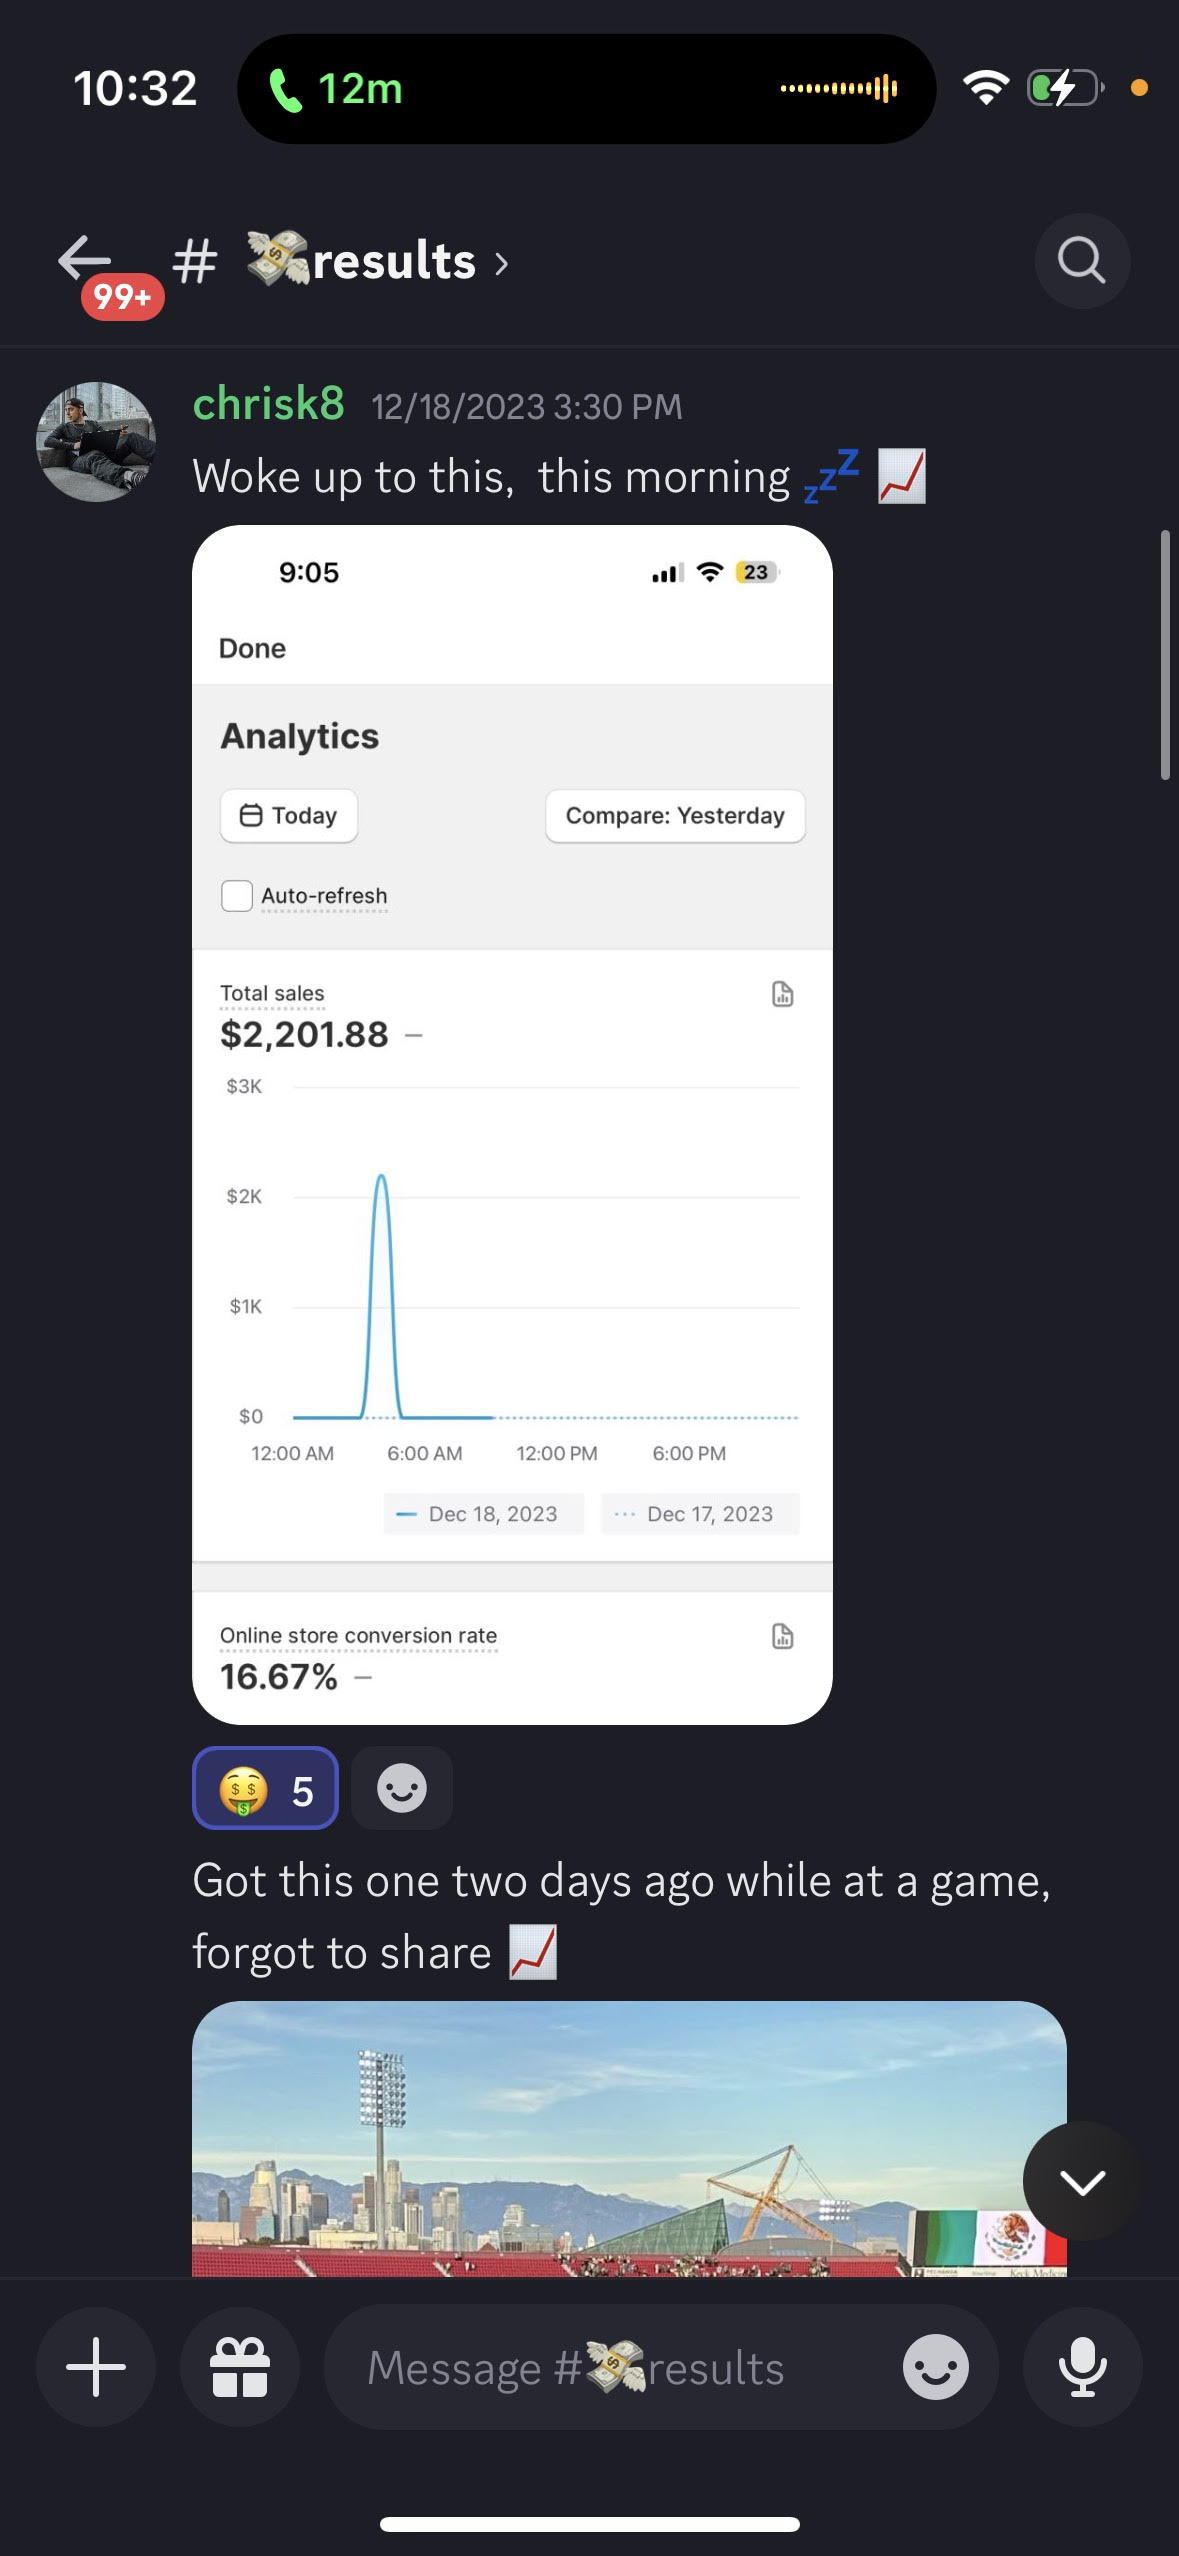 10:32
12m
99+
# 💸results ›
chrisk8 12/18/2023 3:30 PM
Woke up to this,  this morning 💤 📈
9:05
23
Done
Analytics
Today
Compare: Yesterday
Auto-refresh
Total sales
$2,201.88 –
$3K
$2K
$1K
$0
12:00 AM 6:00 AM 12:00 PM 6:00 PM
Dec 18, 2023 Dec 17, 2023
Online store conversion rate
16.67% –
🤑 5
Got this one two days ago while at a game,
forgot to share 📈
Message #💸results